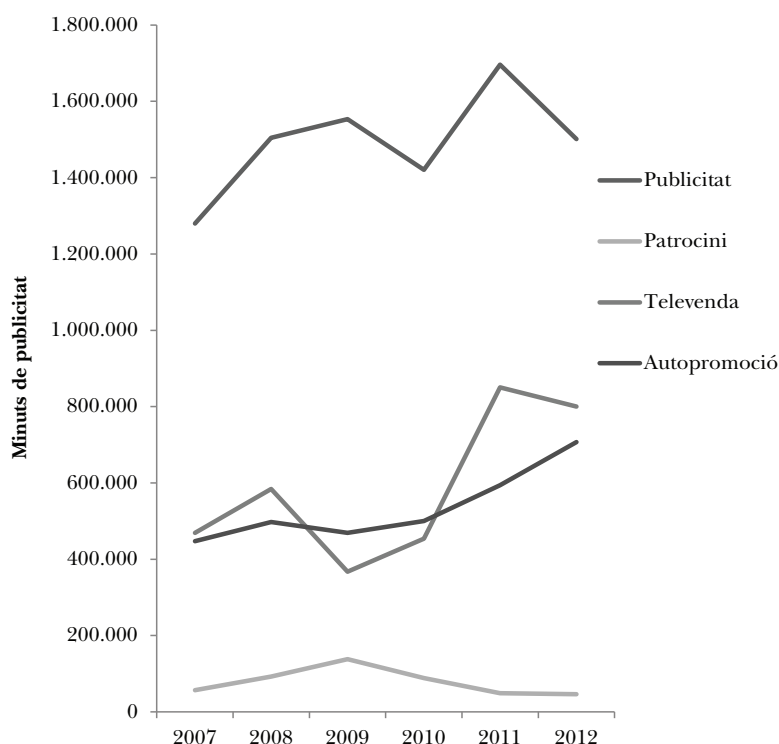 1.800.000
1.600.000
1.400.000
1.200.000
1.000.000
800.000
600.000
400.000
200.000
0
Minuts de publicitat
2007 2008 2009 2010 2011 2012
Publicitat
Patrocini
Televenda
Autopromoció